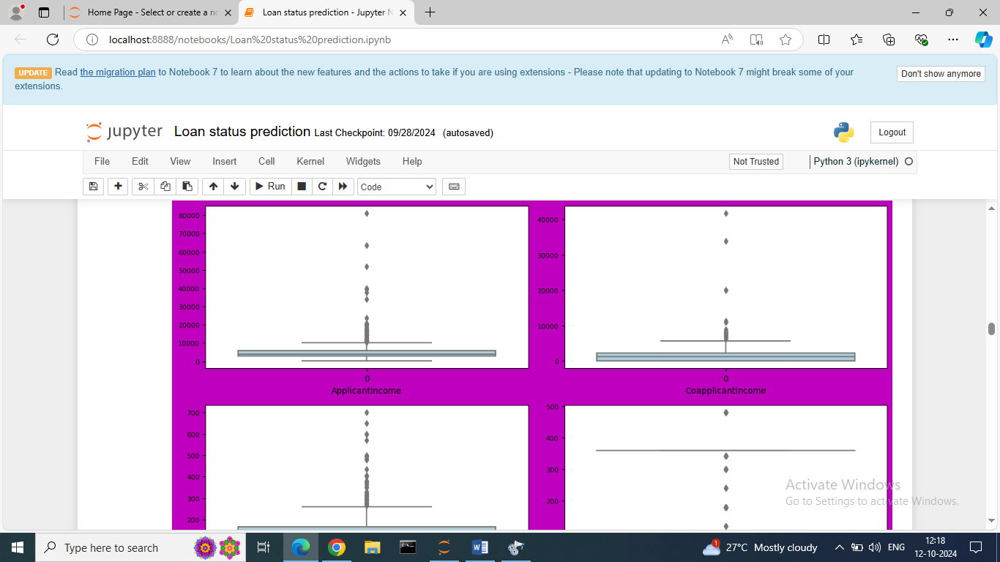 Home Page - Select or create a no
Loan status prediction - Jupyter N
localhost:8888/notebooks/Loan%20status%20prediction.ipynb
UPDATE Read the migration plan to Notebook 7 to learn about the new features and the actions to take if you are using extensions - Please note that updating to Notebook 7 might break some of your
extensions.
Don't show anymore
jupyter Loan status prediction Last Checkpoint: 09/28/2024 (autosaved)
Logout
File Edit View Insert Cell Kernel Widgets Help
Not Trusted
Python 3 (ipykernel)
Run
Code
80000
70000
60000
50000
40000
30000
20000
10000
0
0
ApplicantIncome
40000
30000
20000
10000
0
0
CoapplicantIncome
700
600
500
400
300
200
500
400
300
200
Activate Windows
Go to Settings to activate Windows.
Type here to search
1
27°C Mostly cloudy
ENG
12:18
12-10-2024